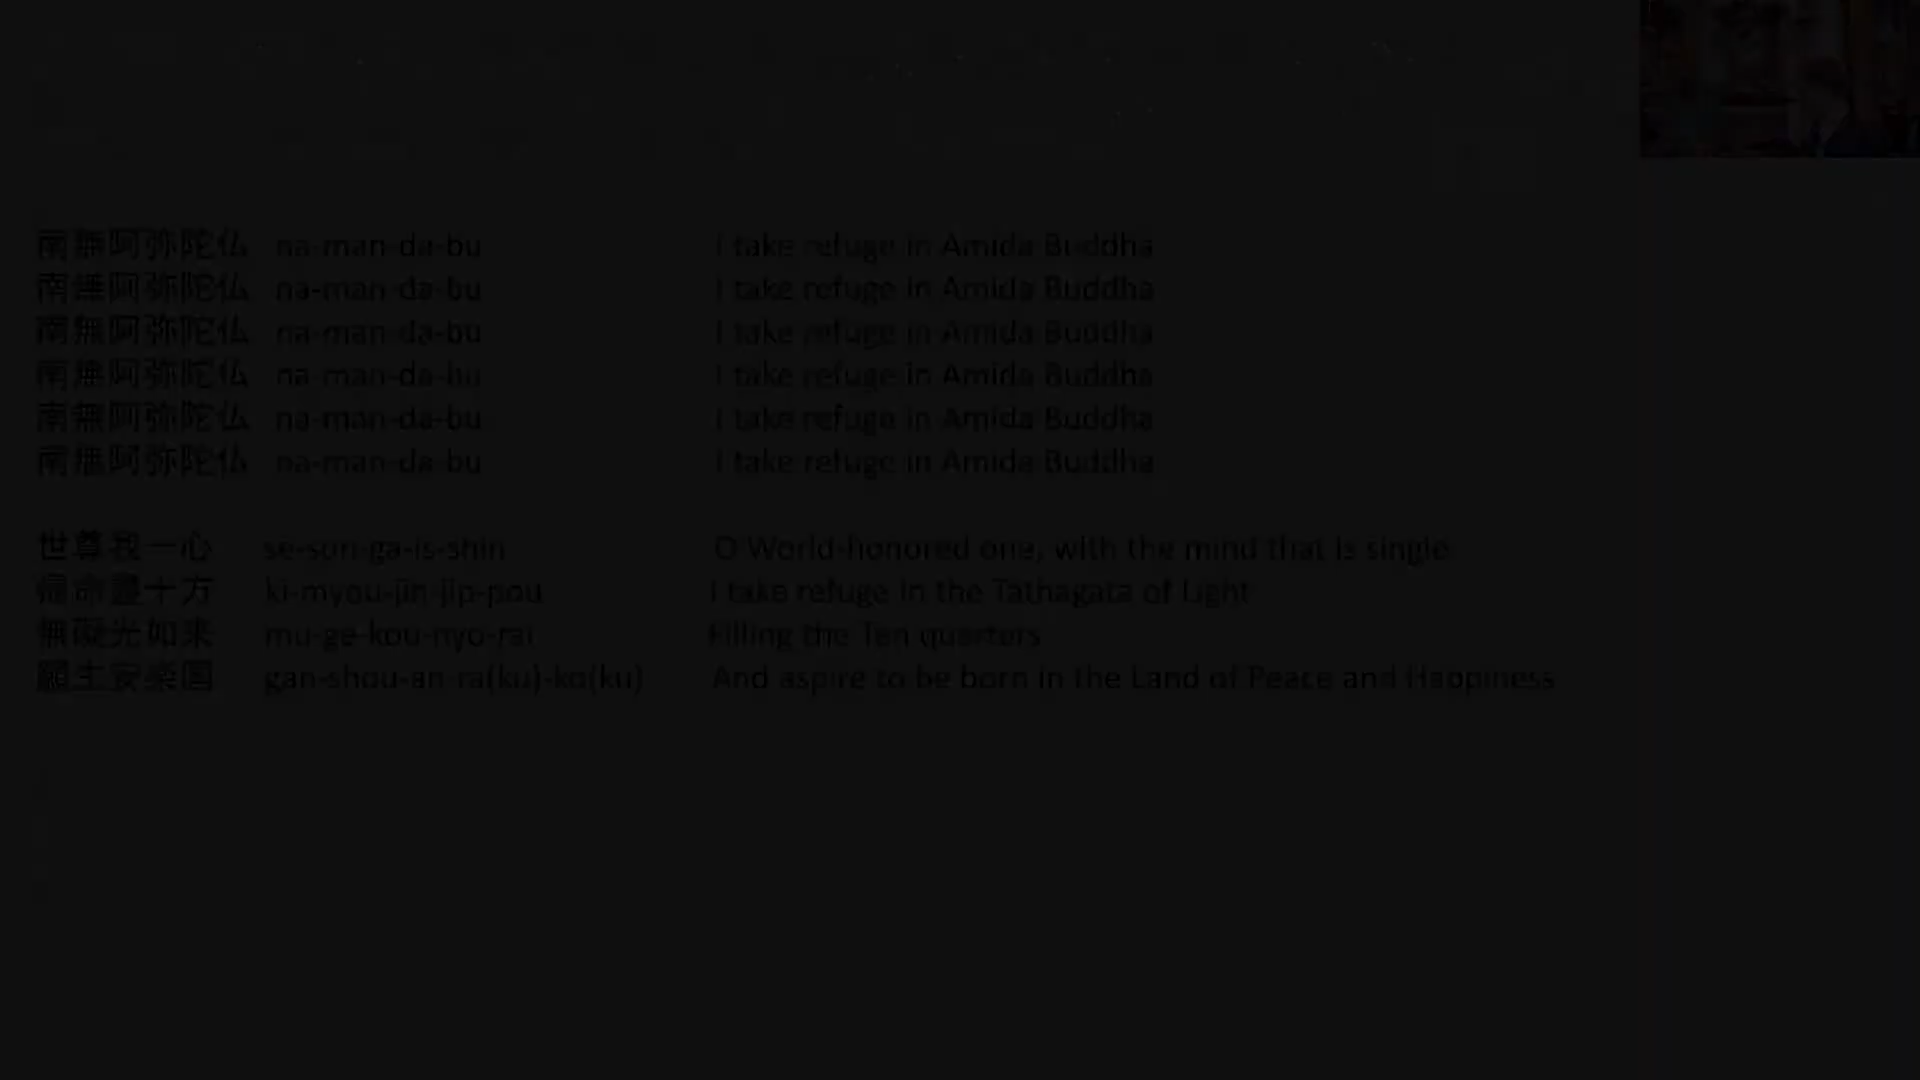 南無阿弥陀仏 na-man-da-bu I take refuge in Amida Buddha
南無阿弥陀仏 na-man-da-bu I take refuge in Amida Buddha
南無阿弥陀仏 na-man-da-bu I take refuge in Amida Buddha
南無阿弥陀仏 na-man-da-bu I take refuge in Amida Buddha
南無阿弥陀仏 na-man-da-bu I take refuge in Amida Buddha
南無阿弥陀仏 na-man-da-bu I take refuge in Amida Buddha
世尊我一心 se-son-ga-is-shin O World-honored one, with the mind that is single
帰命盡十方 ki-myou-jin-jip-pou I take refuge in the Tathagata of Light
無礙光如来 mu-ge-kou-nyo-rai Filling the Ten quarters
願生安楽国 gan-shou-an-ra(ku)-ko(ku) And aspire to be born in the Land of Peace and Happiness